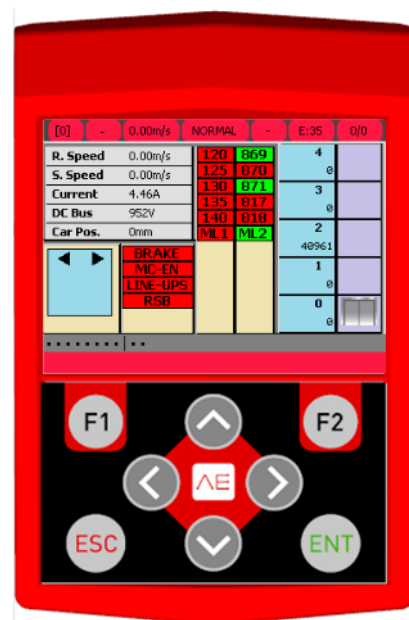 [0] - 0.00m/s NORMAL - E:35 0/0
R. Speed 0.00m/s
S. Speed 0.00m/s
Current 4.46A
DC Bus 952V
Car Pos. 0mm
120 869
125 870
130 871
135 817
140 818
ML1 ML2
4
0
3
0
2
40961
1
0
0
0
BRAKE
MC-EN
LINE-UPS
RSB
F1
F2
ΛE
ESC
ENT